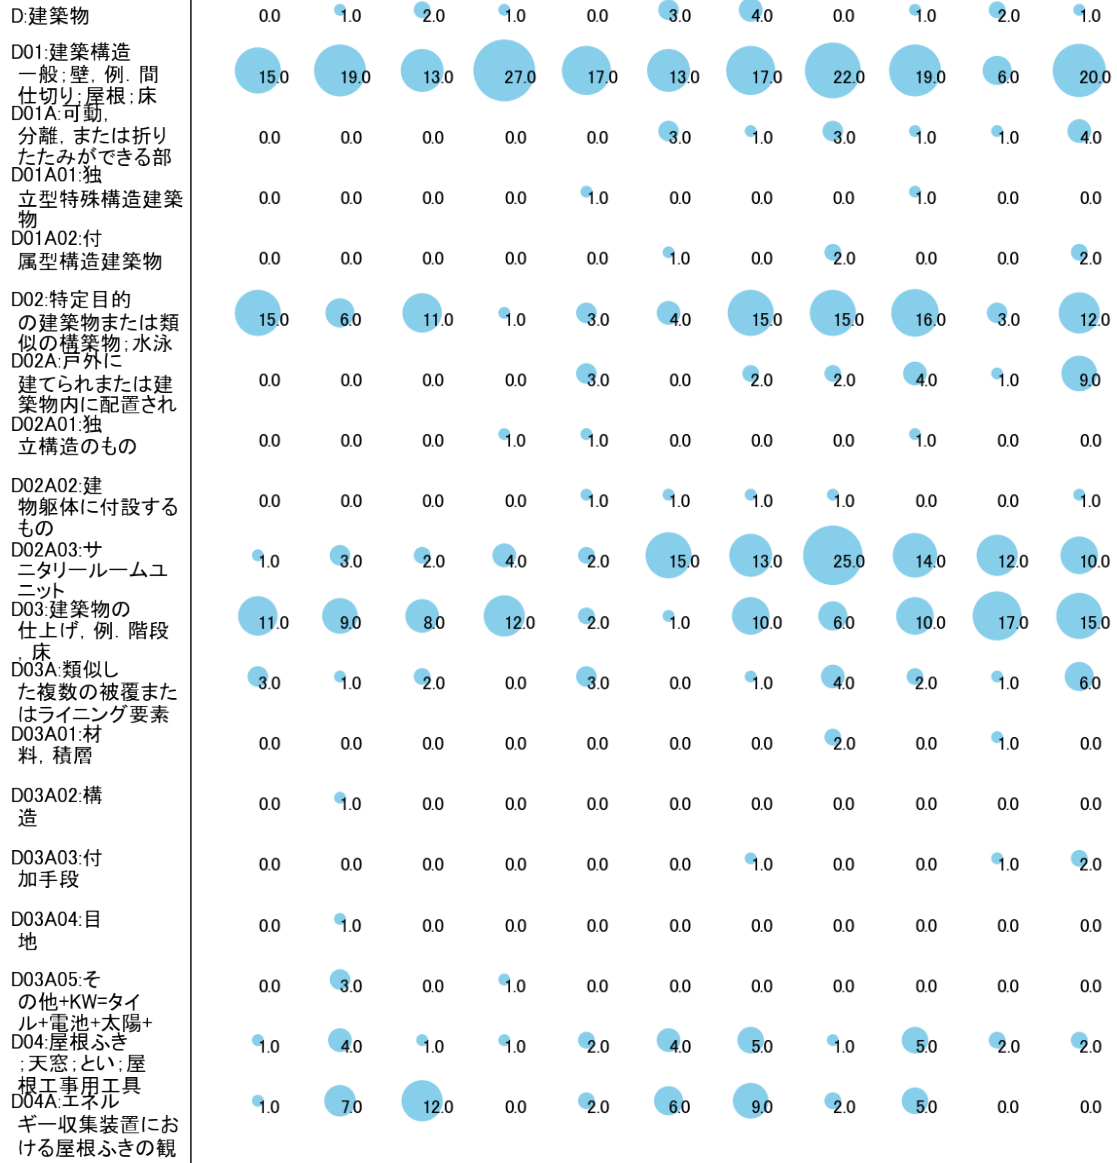 D:建築物 0.0 1.0 2.0 1.0 0.0 3.0 4.0 0.0 1.0 2.0 1.0
D01:建築構造
一般;壁, 例. 間
仕切り;屋根;床
15.0 19.0 13.0 27.0 17.0 13.0 17.0 22.0 19.0 6.0 20.0
D01A:可動,
分離, または折り
たたみができる部
0.0 0.0 0.0 0.0 0.0 3.0 1.0 3.0 1.0 1.0 4.0
D01A01:独
立型特殊構造建築
物
0.0 0.0 0.0 0.0 1.0 0.0 0.0 0.0 1.0 0.0 0.0
D01A02:付
属型構造建築物
0.0 0.0 0.0 0.0 0.0 1.0 0.0 2.0 0.0 0.0 2.0
D02:特定目的
の建築物または類
似の構築物;水泳
15.0 6.0 11.0 1.0 3.0 4.0 15.0 15.0 16.0 3.0 12.0
D02A:戸外に
建てられまたは建
築物内に配置され
0.0 0.0 0.0 0.0 3.0 0.0 2.0 2.0 4.0 1.0 9.0
D02A01:独
立構造のもの
0.0 0.0 0.0 1.0 1.0 0.0 0.0 0.0 1.0 0.0 0.0
D02A02:建
物躯体に付設する
もの
0.0 0.0 0.0 0.0 1.0 1.0 1.0 1.0 0.0 0.0 1.0
D02A03:サ
ニタリールームユ
ニット
1.0 3.0 2.0 4.0 2.0 15.0 13.0 25.0 14.0 12.0 10.0
D03:建築物の
仕上げ, 例. 階段
, 床
11.0 9.0 8.0 12.0 2.0 1.0 10.0 6.0 10.0 17.0 15.0
D03A:類似し
た複数の被覆また
はライニング要素
3.0 1.0 2.0 0.0 3.0 0.0 1.0 4.0 2.0 1.0 6.0
D03A01:材
料, 積層
0.0 0.0 0.0 0.0 0.0 0.0 0.0 2.0 0.0 1.0 0.0
D03A02:構
造
0.0 1.0 0.0 0.0 0.0 0.0 0.0 0.0 0.0 0.0 0.0
D03A03:付
加手段
0.0 0.0 0.0 0.0 0.0 0.0 1.0 0.0 0.0 1.0 2.0
D03A04:目
地
0.0 1.0 0.0 0.0 0.0 0.0 0.0 0.0 0.0 0.0 0.0
D03A05:そ
の他+KW=タイ
ル+電池+太陽+
0.0 3.0 0.0 1.0 0.0 0.0 0.0 0.0 0.0 0.0 0.0
D04:屋根ふき
;天窓;とい;屋
根工事用工具
1.0 4.0 1.0 1.0 2.0 4.0 5.0 1.0 5.0 2.0 2.0
D04A:エネル
ギー収集装置にお
ける屋根ふきの観
1.0 7.0 12.0 0.0 2.0 6.0 9.0 2.0 5.0 0.0 0.0